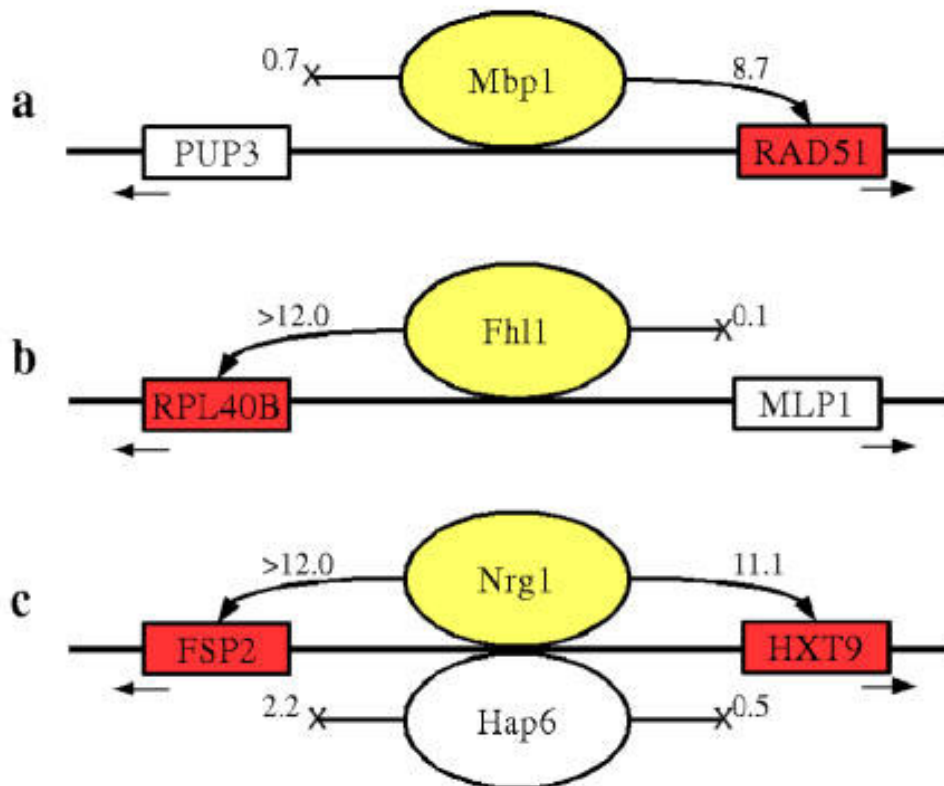 a
0.7 Mbp1 8.7
PUP3 RAD51
b
>12.0 Fhl1 0.1
RPL40B MLP1
c
>12.0 Nrg1 11.1
FSP2 HXT9
2.2 Hap6 0.5